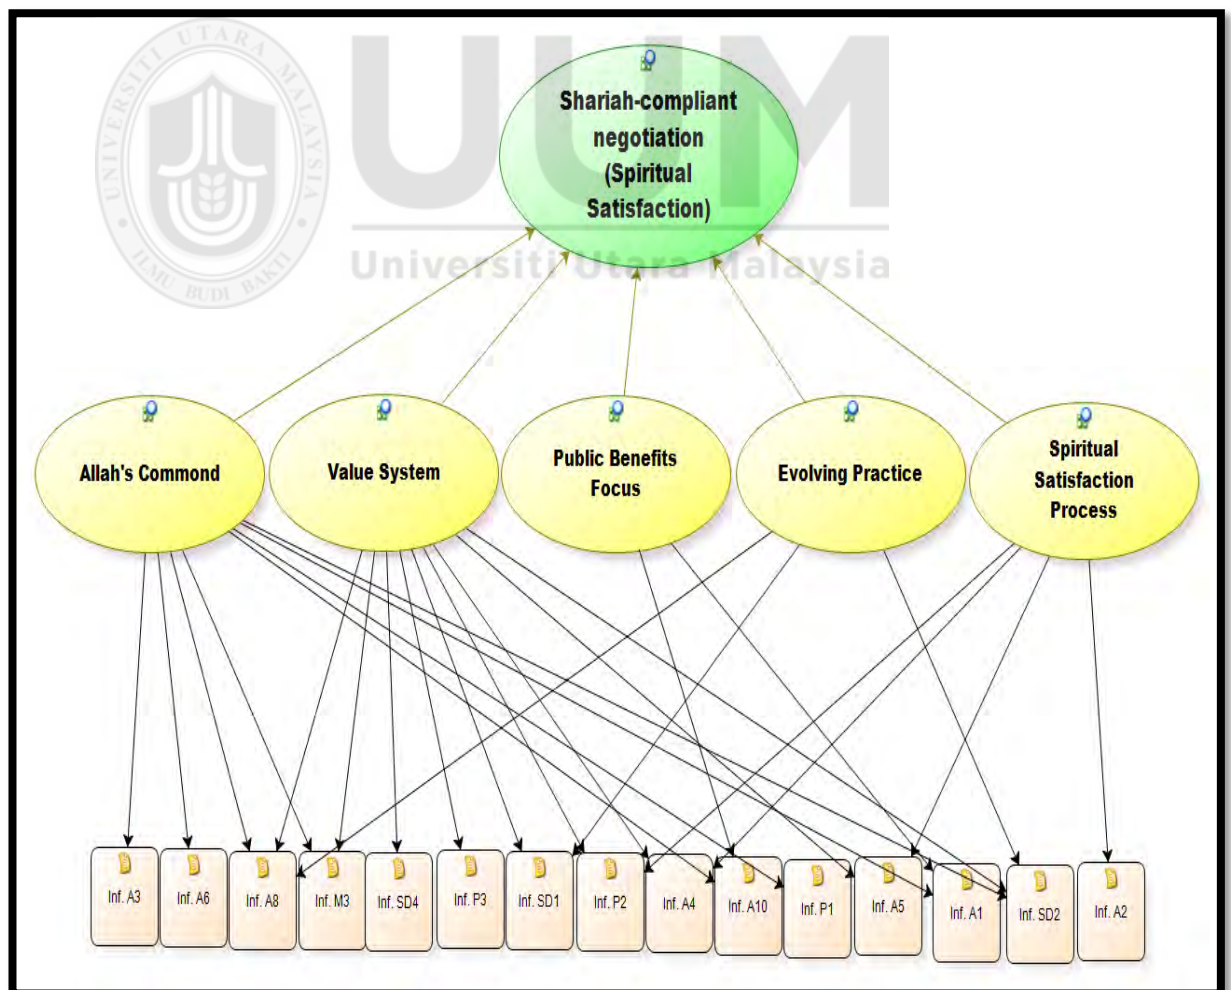 UNIVERSITI UTARA MALAYSIA
ILMU BUDI BAKTI
UUM
Universiti Utara Malaysia
Shariah-compliant
negotiation
(Spiritual
Satisfaction)
Allah's Commond
Value System
Public Benefits
Focus
Evolving Practice
Spiritual
Satisfaction
Process
Inf. A3
Inf. A6
Inf. A8
Inf. M3
Inf. SD4
Inf. P3
Inf. SD1
Inf. P2
Inf. A4
Inf. A10
Inf. P1
Inf. A5
Inf. A1
Inf. SD2
Inf. A2